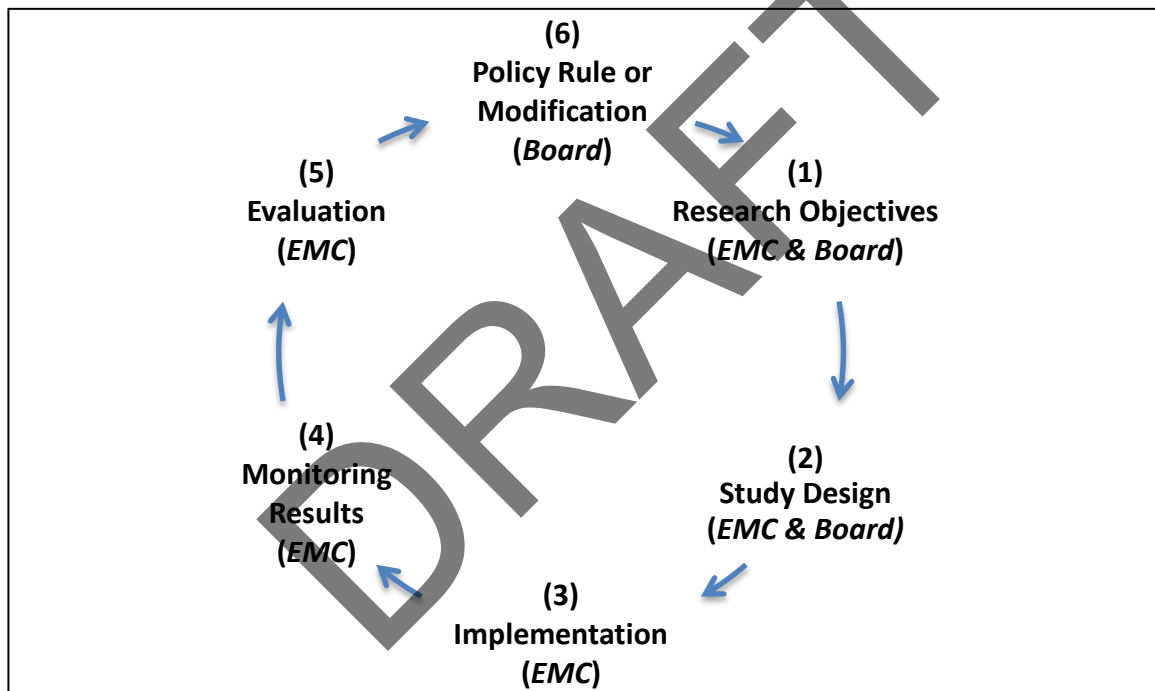 (6)
Policy Rule or
Modification
(Board)
(1)
Research Objectives
(EMC & Board)
(2)
Study Design
(EMC & Board)
(3)
Implementation
(EMC)
(4)
Monitoring
Results
(EMC)
(5)
Evaluation
(EMC)
DRAFT